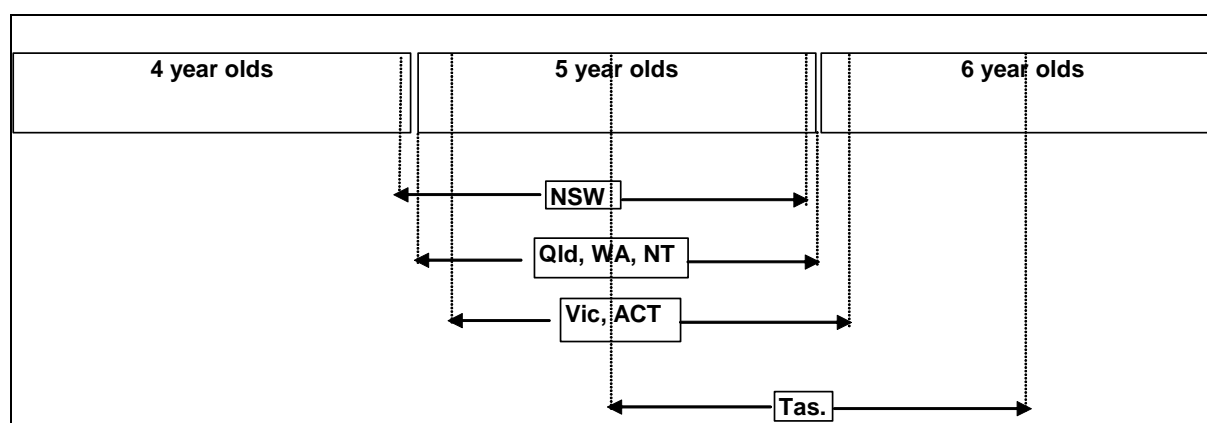 4 year olds 5 year olds 6 year olds
NSW
Qld, WA, NT
Vic, ACT
Tas.